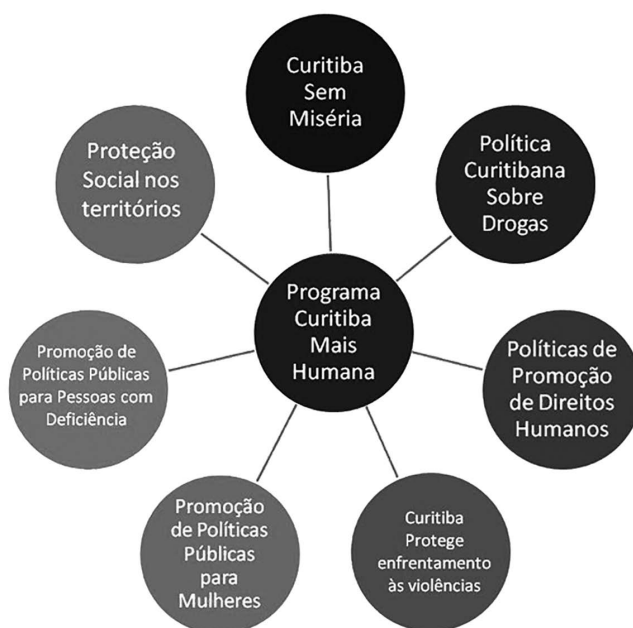 Curitiba
Sem
Miséria
Política
Curitibana
Sobre
Drogas
Políticas de
Promoção
de Direitos
Humanos
Curitiba
Protege
enfrentamento
às violências
Promoção
de Políticas
Públicas
para
Mulheres
Promoção de
Políticas Públicas
para Pessoas com
Deficiência
Proteção
Social nos
territórios
Programa
Curitiba
Mais
Humana